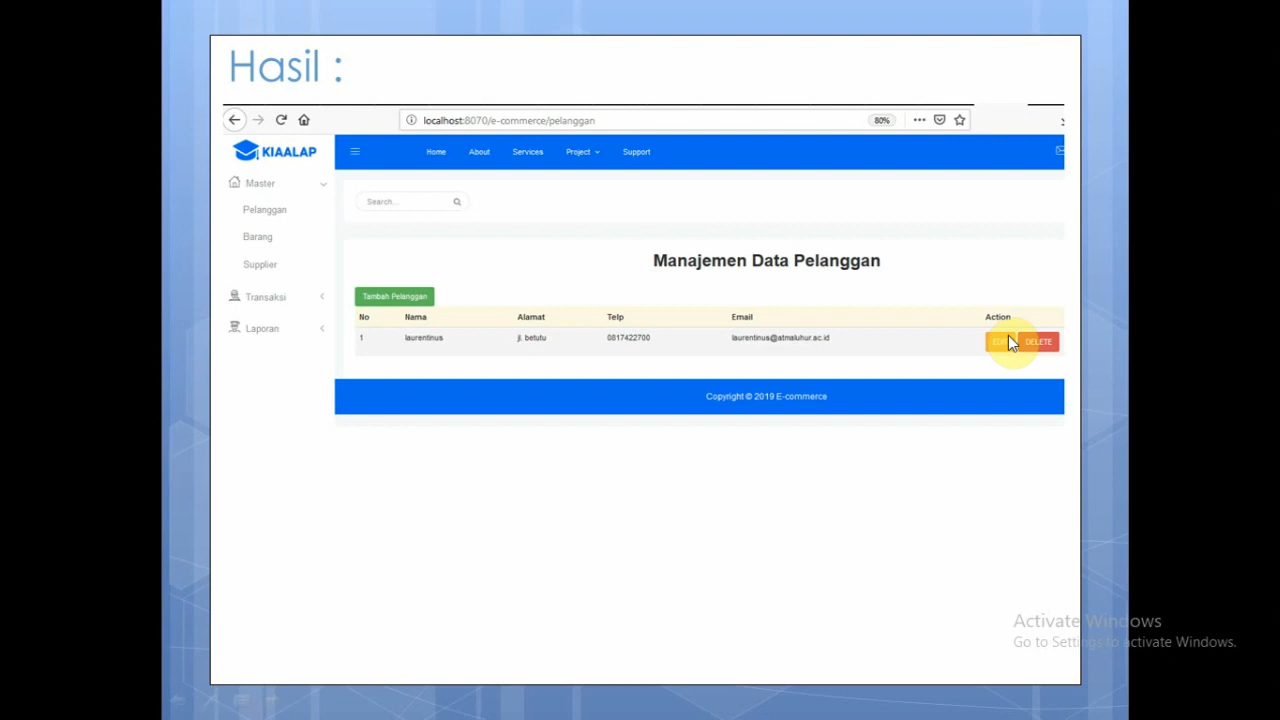 Hasil :
localhost:8070/e-commerce/pelanggan 80%
KIAALAP
Home About Services Project Support
Master
Pelanggan
Barang
Supplier
Transaksi
Laporan
Search...
Manajemen Data Pelanggan
Tambah Pelanggan
No Nama Alamat Telp Email Action
1 laurentinus jl. betutu 0817422700 laurentinus@atmaluhur.ac.id EDIT DELETE
Copyright © 2019 E-commerce
Activate Windows
Go to Settings to activate Windows.